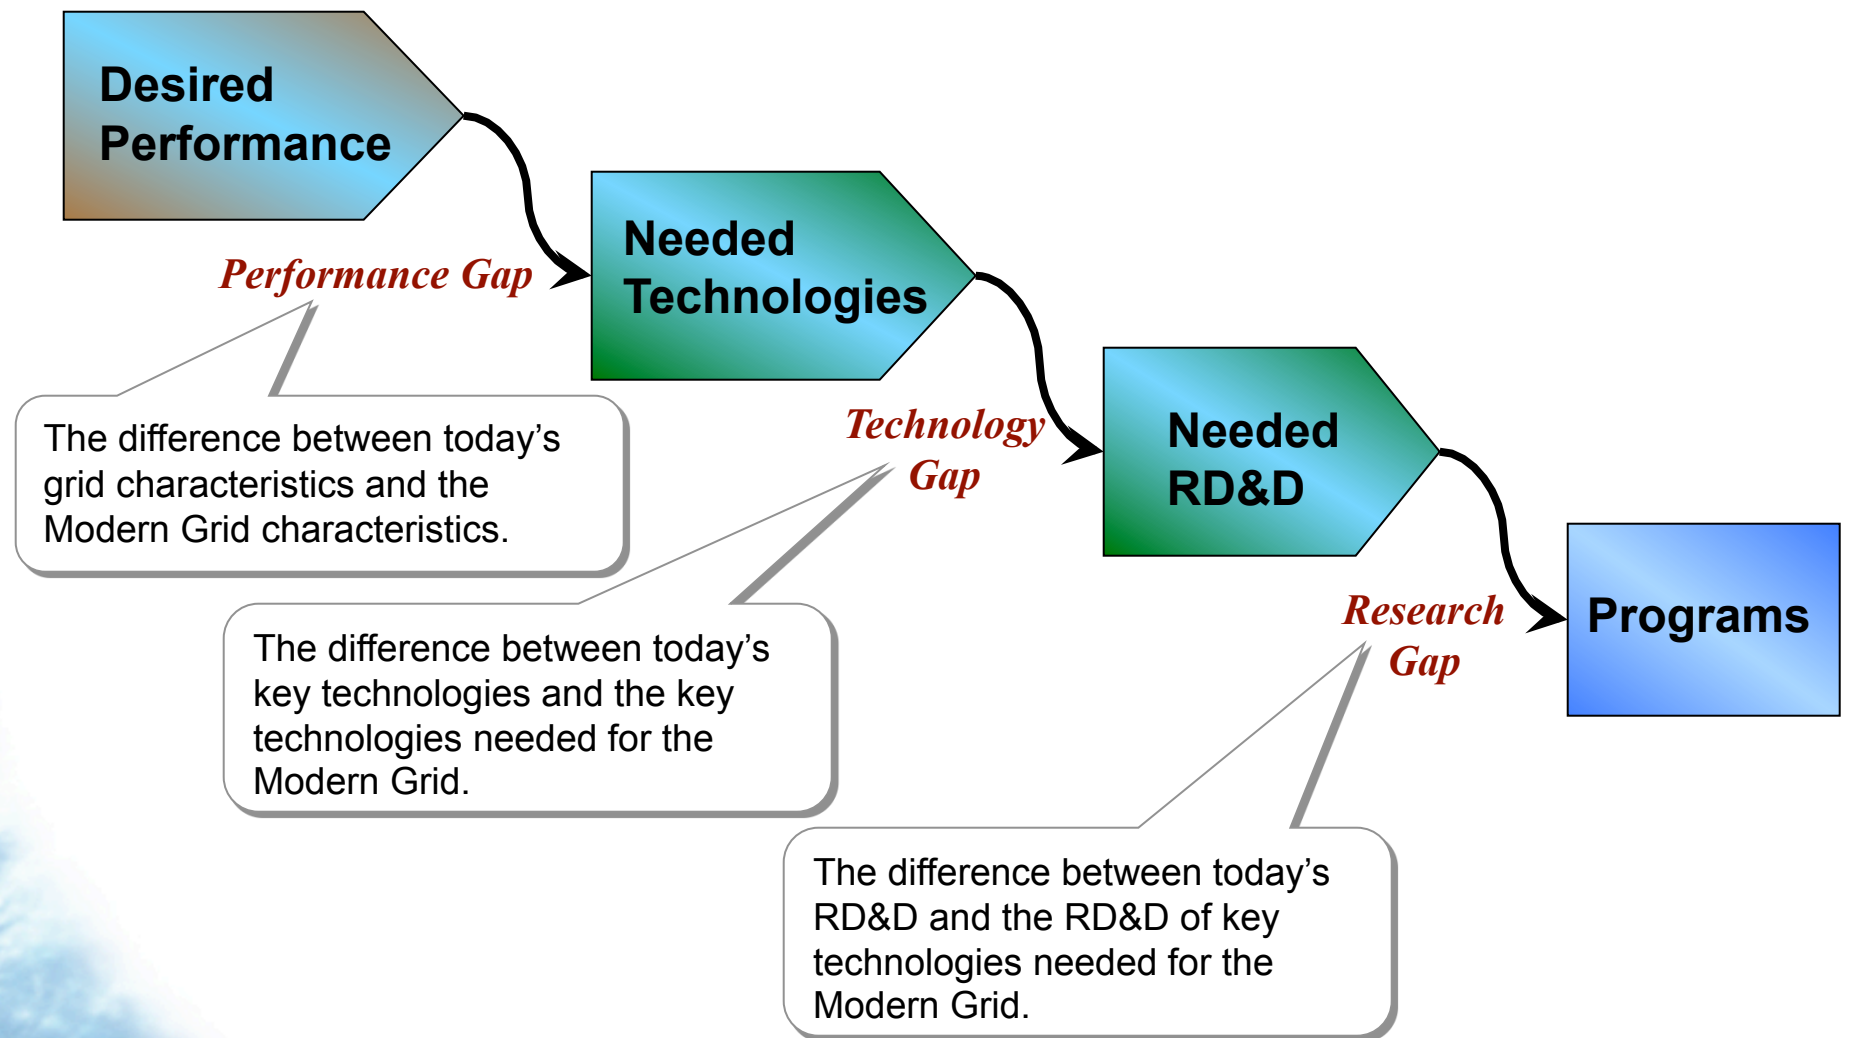 Desired
Performance
Performance Gap
The difference between today’s
grid characteristics and the
Modern Grid characteristics.
Needed
Technologies
Technology
Gap
The difference between today’s
key technologies and the key
technologies needed for the
Modern Grid.
Needed
RD&D
Research
Gap
The difference between today’s
RD&D and the RD&D of key
technologies needed for the
Modern Grid.
Programs